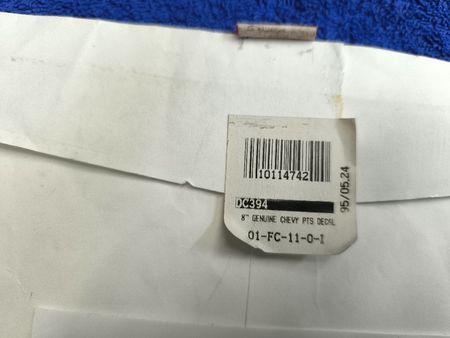 10114742
DC394
8" GENUINE CHEVY PTS DECAL
01-FC-11-0-I
95/05.24